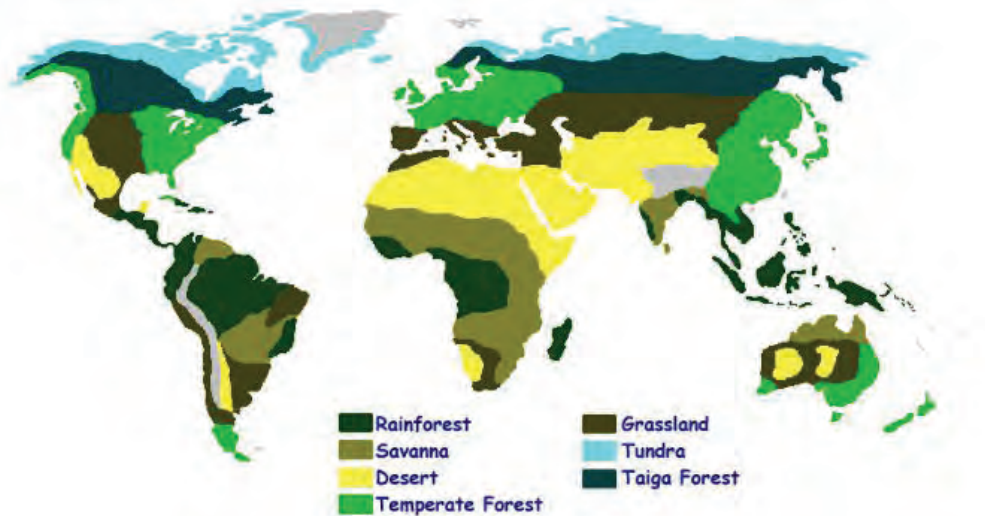 Rainforest
Savanna
Desert
Temperate Forest
Grassland
Tundra
Taiga Forest